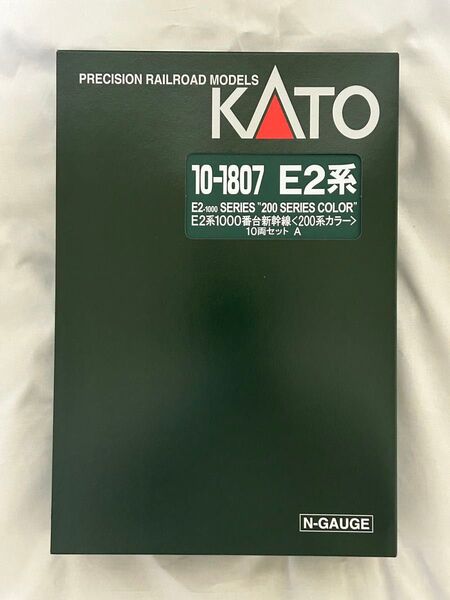 PRECISION RAILROAD MODELS
KATO
10-1807 E2系
E2-1000 SERIES "200 SERIES COLOR"
E2系1000番台新幹線<200系カラー>
10両セット A
N-GAUGE